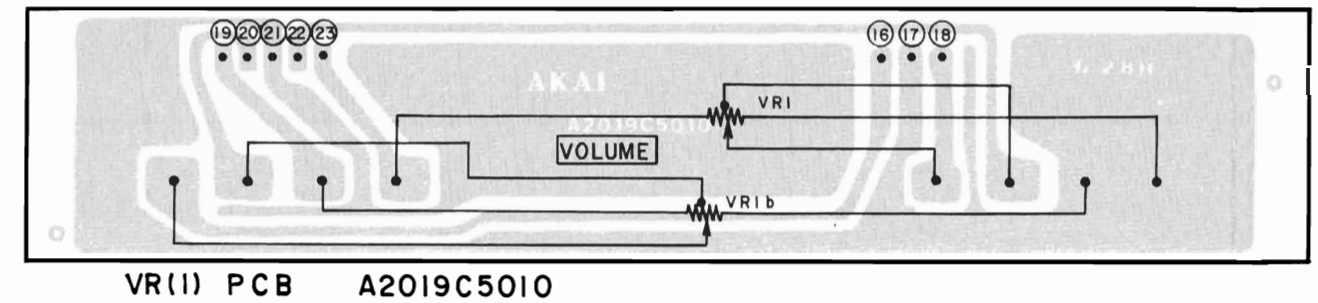 19 20 21 22 23 16 17 18
AKAI
VR1
A2019C5010
VOLUME
VR1b
VR(1) PCB A2019C5010